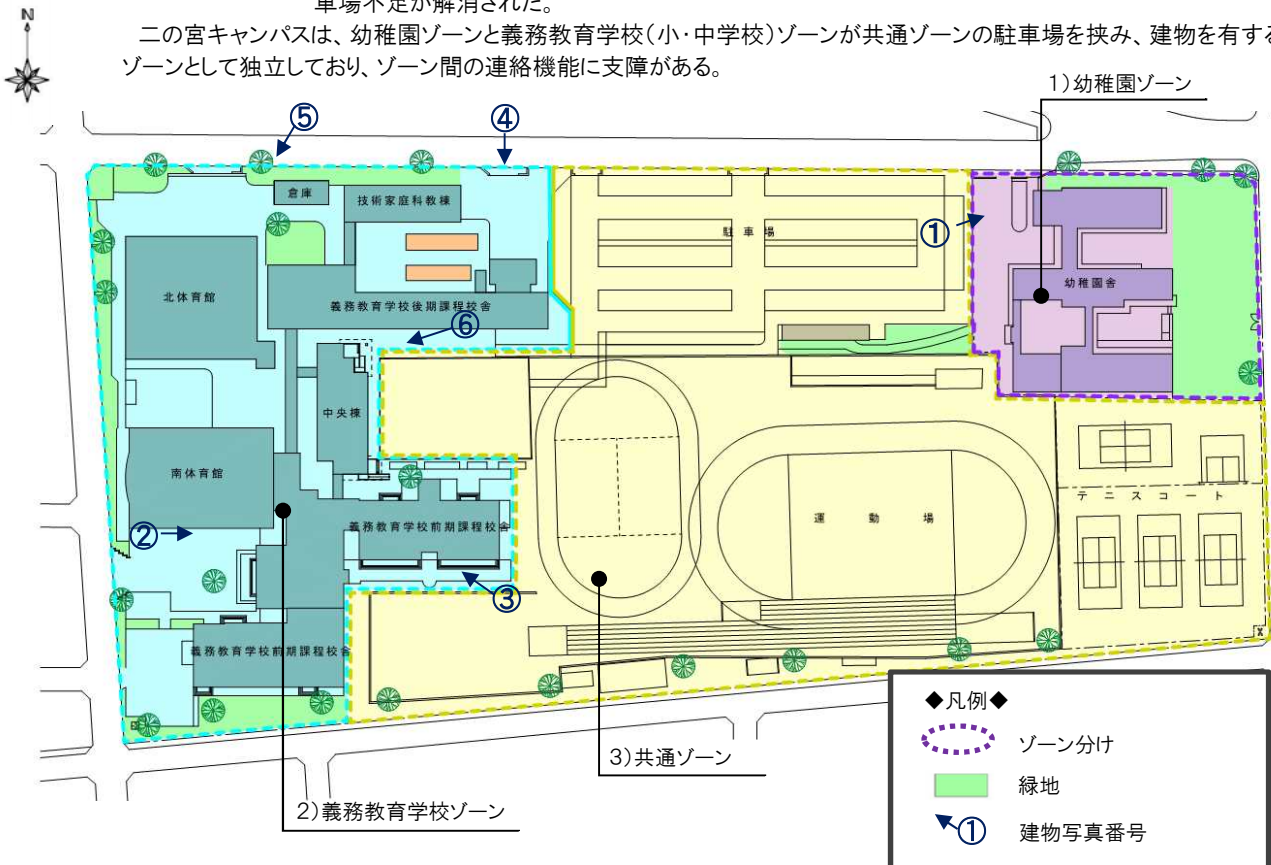 車場不足が解消された。
N
二の宮キャンパスは、幼稚園ゾーンと義務教育学校(小・中学校)ゾーンが共通ゾーンの駐車場を挟み、建物を有する
ゾーンとして独立しており、ゾーン間の連絡機能に支障がある。
1)幼稚園ゾーン
⑤
④
倉庫
技術家庭科教棟
駐車場
①
北体育館
幼稚園舎
義務教育学校後期課程校舎
⑥
中央棟
南体育館
テニスコート
運動場
②
義務教育学校前期課程校舎
③
義務教育学校前期課程校舎
◆凡例◆
ゾーン分け
3)共通ゾーン
緑地
2)義務教育学校ゾーン
① 建物写真番号